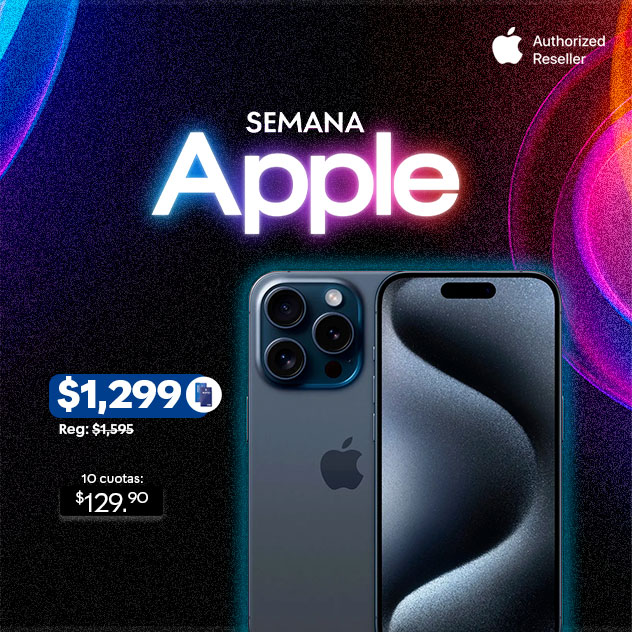 Authorized
Reseller
SEMANA
Apple
$1,299
Reg: $1,595
10 cuotas:
$129.90